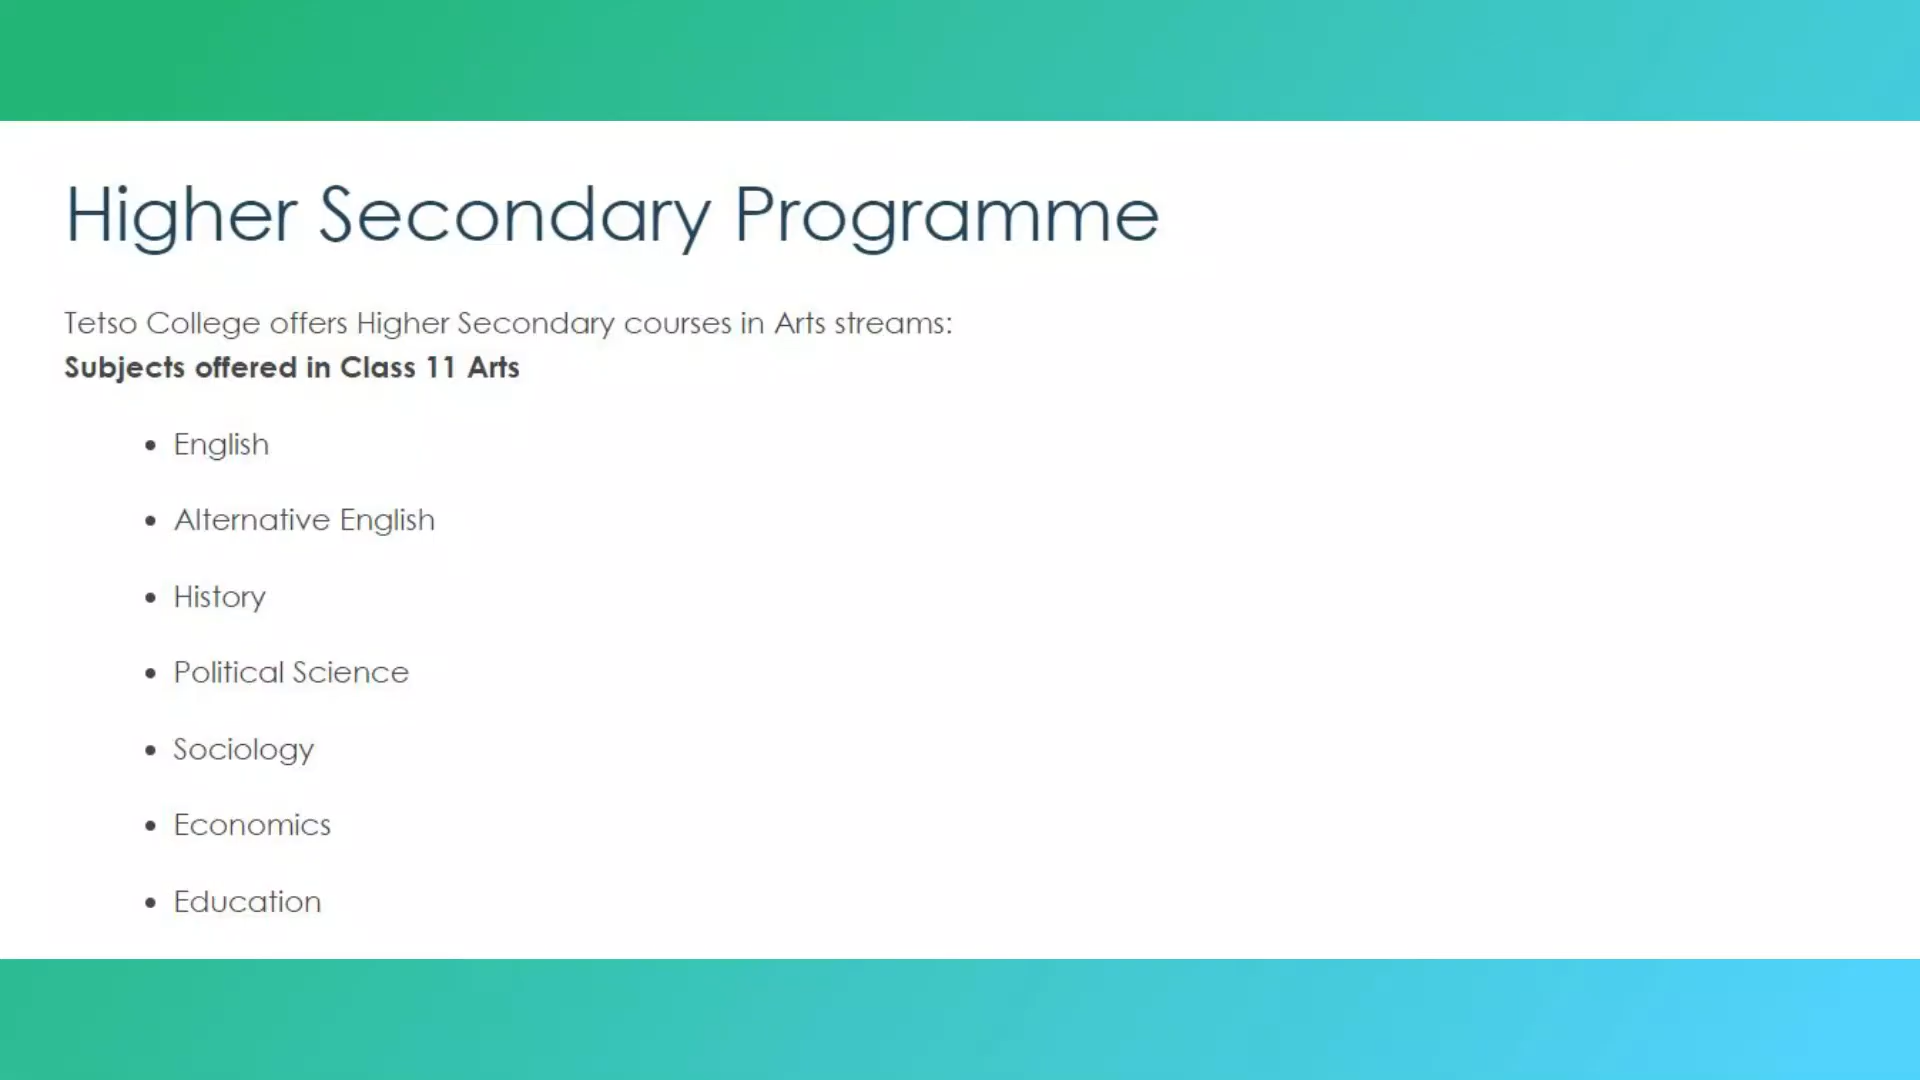 Higher Secondary Programme
Tetso College offers Higher Secondary courses in Arts streams:
Subjects offered in Class 11 Arts
• English
• Alternative English
• History
• Political Science
• Sociology
• Economics
• Education